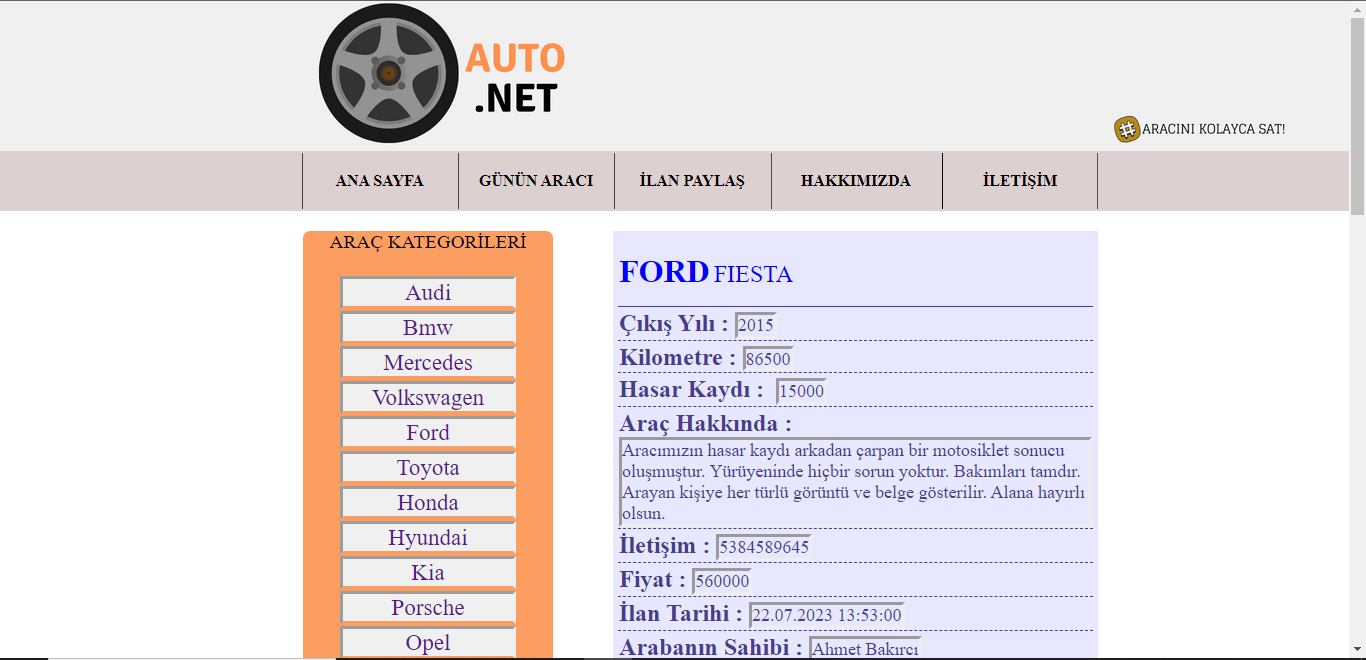 AUTO
.NET
# ARACINI KOLAYCA SAT!
ANA SAYFA GÜNÜN ARACI İLAN PAYLAŞ HAKKIMIZDA İLETİŞİM
ARAÇ KATEGORİLERİ
Audi
Bmw
Mercedes
Volkswagen
Ford
Toyota
Honda
Hyundai
Kia
Porsche
Opel
FORD FIESTA
Çıkış Yılı : 2015
Kilometre : 86500
Hasar Kaydı : 15000
Araç Hakkında :
Aracımızın hasar kaydı arkadan çarpan bir motosiklet sonucu
oluşmuştur. Yürüyeninde hiçbir sorun yoktur. Bakımları tamdır.
Arayan kişiye her türlü görüntü ve belge gösterilir. Alana hayırlı
olsun.
İletişim : 5384589645
Fiyat : 560000
İlan Tarihi : 22.07.2023 13:53:00
Arabanın Sahibi : Ahmet Bakırcı